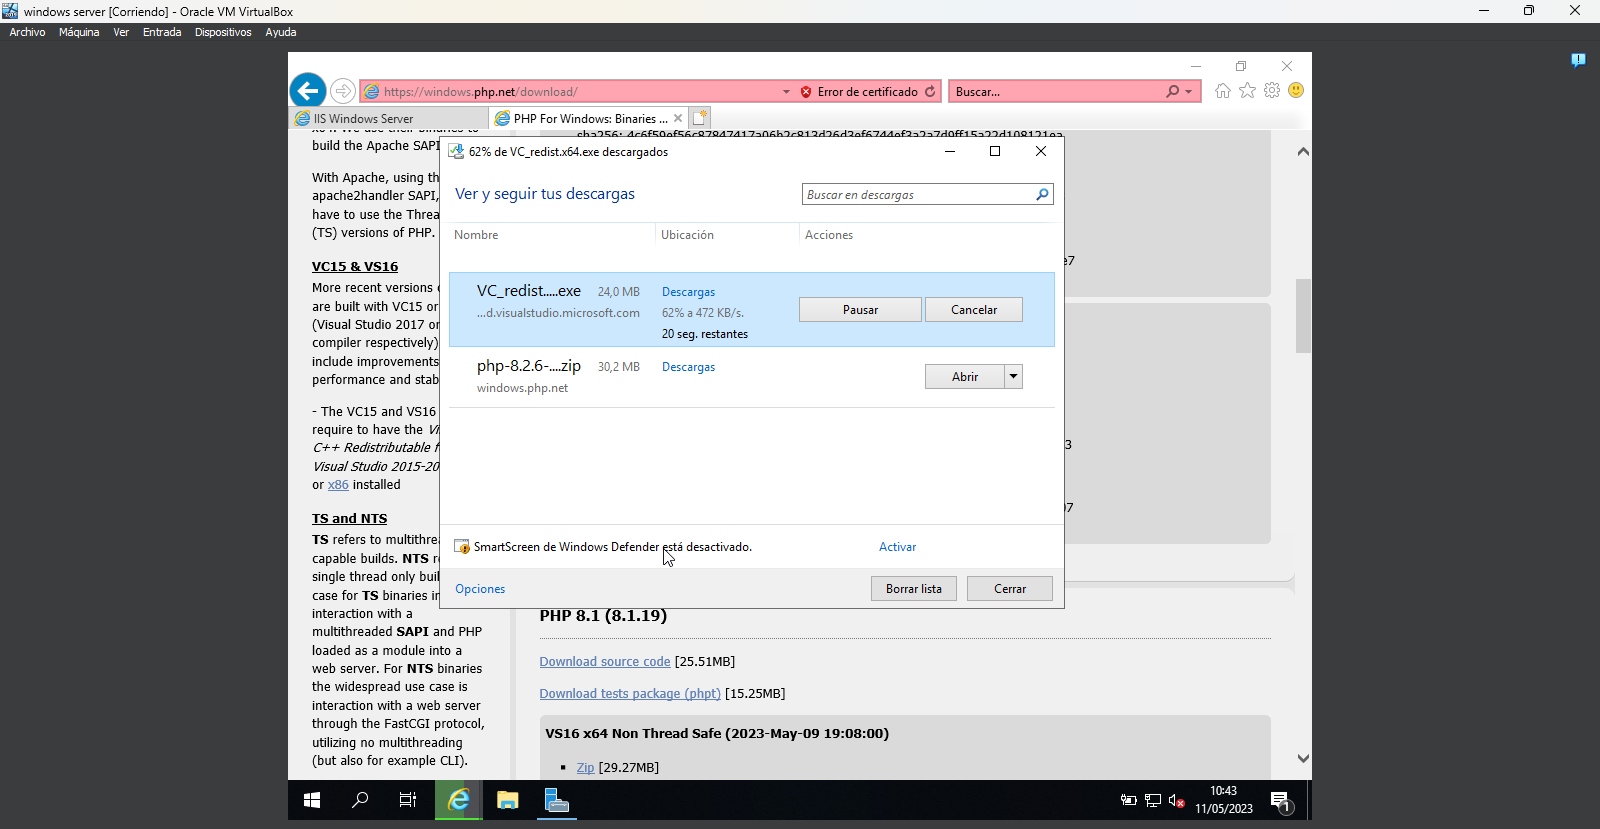 windows server [Corriendo] - Oracle VM VirtualBox
Archivo Máquina Ver Entrada Dispositivos Ayuda
https://windows.php.net/download/ Error de certificado Buscar...
IIS Windows Server PHP For Windows: Binaries ...
sha256: 4c6f59ef56c87847417a06b2c813d26d3ef6744ef3a2a7d9ff15a22d108121ea
build the Apache SAPI
With Apache, using th
apache2handler SAPI,
have to use the Threa
(TS) versions of PHP.
VC15 & VS16
More recent versions
are built with VC15 or
(Visual Studio 2017 or
compiler respectively)
include improvements
performance and stab
- The VC15 and VS16
require to have the Vi
C++ Redistributable f
Visual Studio 2015-20
or x86 installed
TS and NTS
TS refers to multithrea
capable builds. NTS r
single thread only buil
case for TS binaries in
interaction with a
multithreaded SAPI and PHP
loaded as a module into a
web server. For NTS binaries
the widespread use case is
interaction with a web server
through the FastCGI protocol,
utilizing no multithreading
(but also for example CLI).
62% de VC_redist.x64.exe descargados
Ver y seguir tus descargas
Buscar en descargas
Nombre Ubicación Acciones
VC_redist.....exe 24,0 MB Descargas
...d.visualstudio.microsoft.com 62% a 472 KB/s.
20 seg. restantes
Pausar Cancelar
php-8.2.6-....zip 30,2 MB Descargas
windows.php.net
Abrir
SmartScreen de Windows Defender está desactivado. Activar
Opciones Borrar lista Cerrar
e7
3
07
PHP 8.1 (8.1.19)
Download source code [25.51MB]
Download tests package (phpt) [15.25MB]
VS16 x64 Non Thread Safe (2023-May-09 19:08:00)
Zip [29.27MB]
10:43
11/05/2023
1